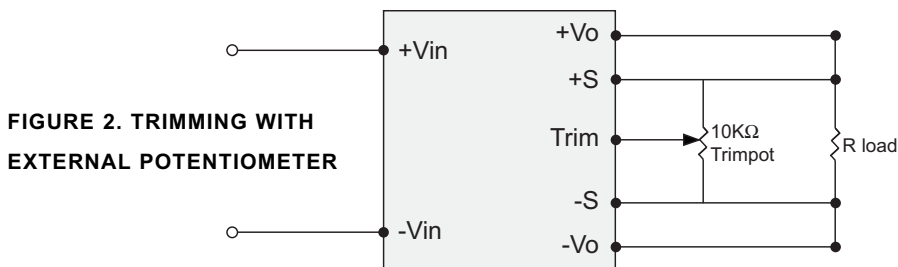 FIGURE 2. TRIMMING WITH
EXTERNAL POTENTIOMETER
+Vin
-Vin
+Vo
+S
Trim
-S
-Vo
10KΩ
Trimpot
R load